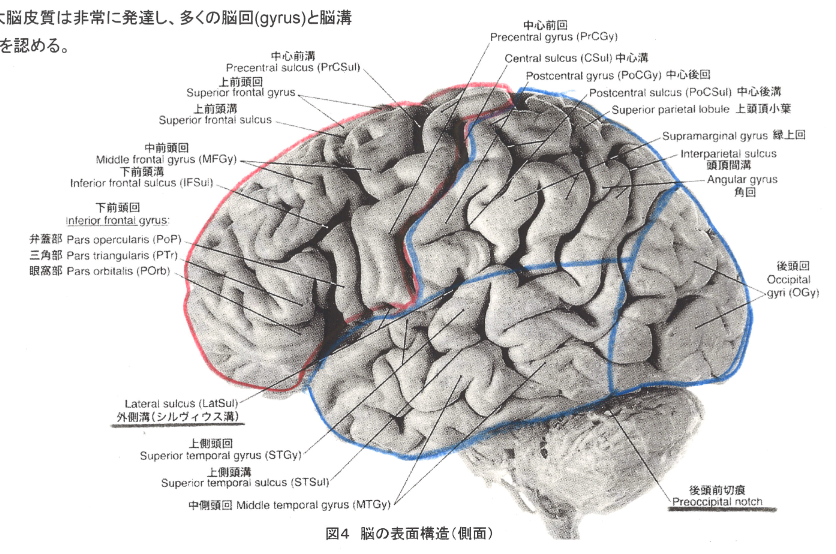 大脳皮質は非常に発達し、多くの脳回(gyrus)と脳溝
を認める。
中心前回
Precentral gyrus (PrCGy)
中心前溝
Precentral sulcus (PrCSul)
Central sulcus (CSul) 中心溝
上前頭回
Superior frontal gyrus
Postcentral gyrus (PoCGy) 中心後回
Postcentral sulcus (PoCSul) 中心後溝
上前頭溝
Superior frontal sulcus
Superior parietal lobule 上頭頂小葉
Supramarginal gyrus 縁上回
中前頭回
Middle frontal gyrus (MFGy)
Interparietal sulcus
頭頂間溝
下前頭溝
Inferior frontal sulcus (IFSul)
Angular gyrus
角回
下前頭回
Inferior frontal gyrus:
弁蓋部 Pars opercularis (PoP)
三角部 Pars triangularis (PTr)
眼窩部 Pars orbitalis (POrb)
後頭回
Occipital
gyri (OGy)
Lateral sulcus (LatSul)
外側溝(シルヴィウス溝)
上側頭回
Superior temporal gyrus (STGy)
上側頭溝
Superior temporal sulcus (STSul)
中側頭回 Middle temporal gyrus (MTGy)
後頭前切痕
Preoccipital notch
図4 脳の表面構造(側面)